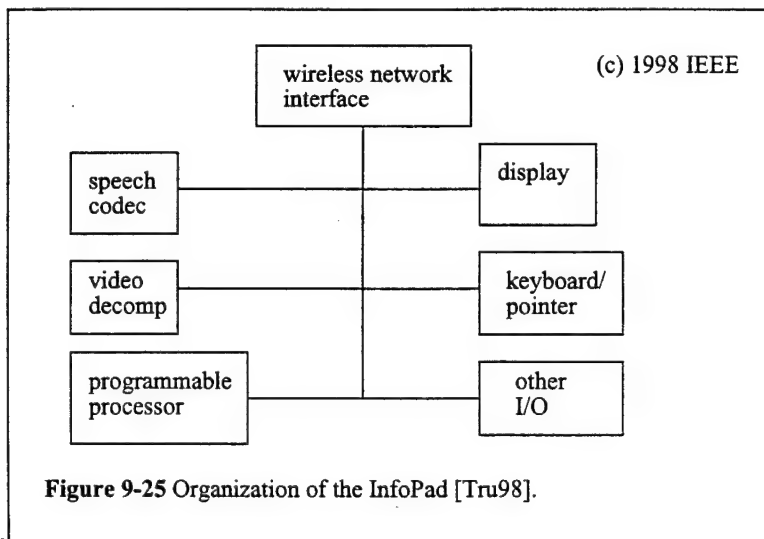 wireless network
interface
(c) 1998 IEEE
speech
codec
display
video
decomp
keyboard/
pointer
programmable
processor
other
I/O
Figure 9-25 Organization of the InfoPad [Tru98].